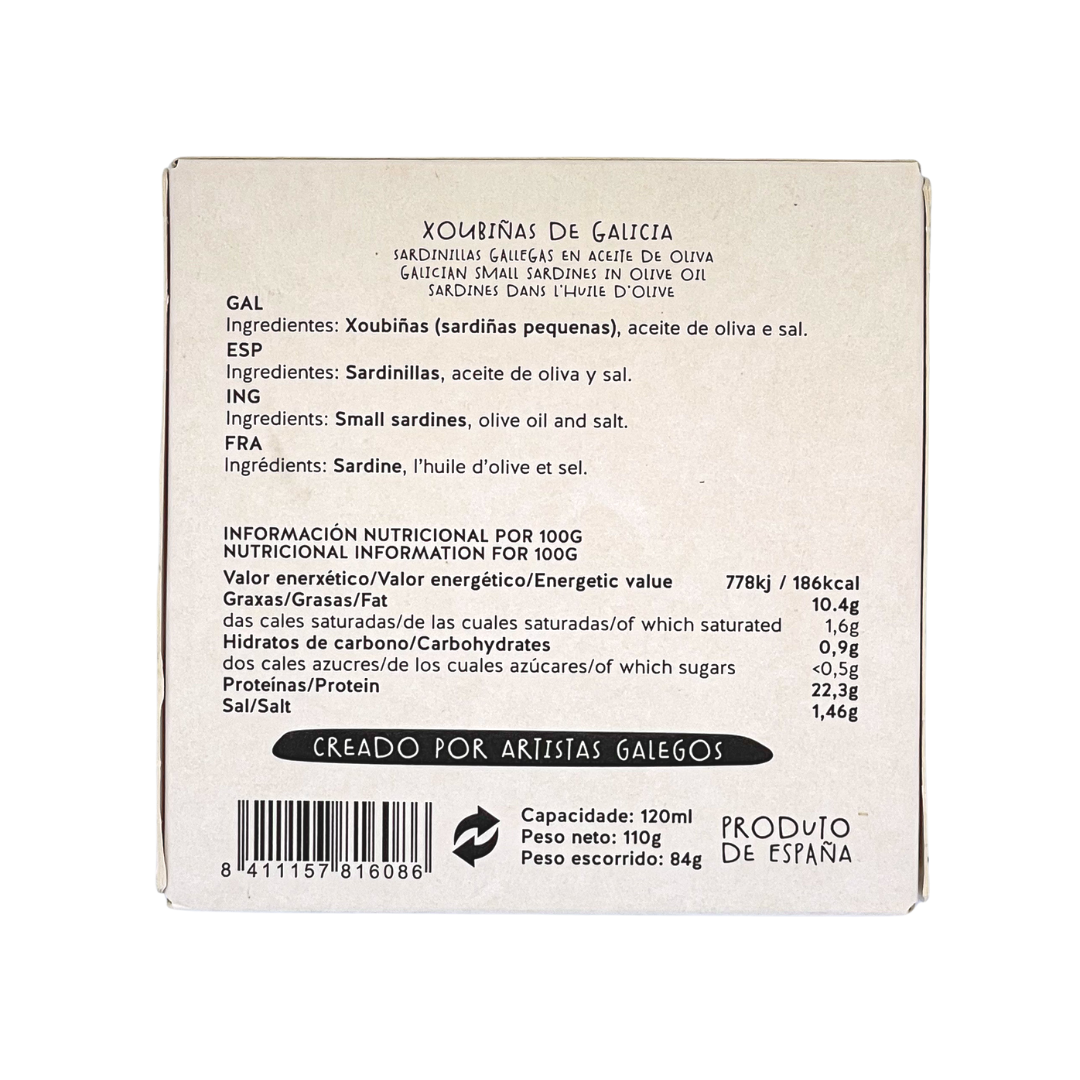 XOUBIÑAS DE GALICIA
SARDINILLAS GALLEGAS EN ACEITE DE OLIVA
GALICIAN SMALL SARDINES IN OLIVE OIL
SARDINES DANS L'HUILE D'OLIVE
GAL
Ingredientes: Xoubiñas (sardiñas pequenas), aceite de oliva e sal.
ESP
Ingredientes: Sardinillas, aceite de oliva y sal.
ING
Ingredients: Small sardines, olive oil and salt.
FRA
Ingrédients: Sardine, l'huile d'olive et sel.
INFORMACIÓN NUTRICIONAL POR 100G
NUTRICIONAL INFORMATION FOR 100G
Valor enerxético/Valor energético/Energetic value 778kj / 186kcal
Graxas/Grasas/Fat 10.4g
das cales saturadas/de las cuales saturadas/of which saturated 1,6g
Hidratos de carbono/Carbohydrates 0,9g
dos cales azucres/de los cuales azúcares/of which sugars <0,5g
Proteínas/Protein 22,3g
Sal/Salt 1,46g
CREADO POR ARTISTAS GALEGOS
8 411157 816086
Capacidade: 120ml
Peso neto: 110g
Peso escorrido: 84g
PRODUTO
DE ESPAÑA